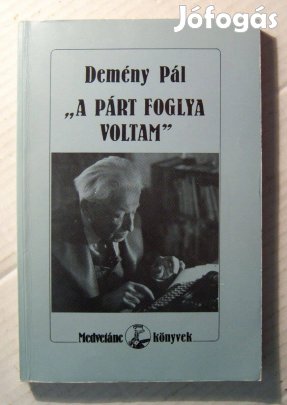 Jófogás
Demény Pál
„A PÁRT FOGLYA
VOLTAM”
Medvetánc könyvek